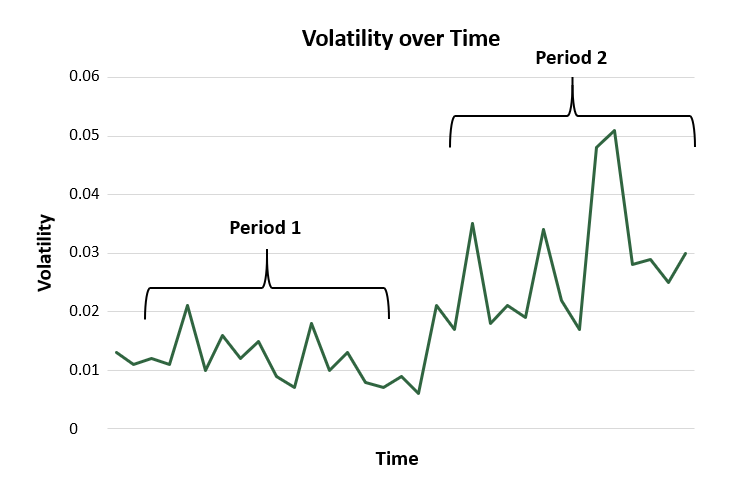 Volatility over Time
Period 2
0.06
0.05
0.04
Period 1
0.03
0.02
0.01
0
Volatility
Time